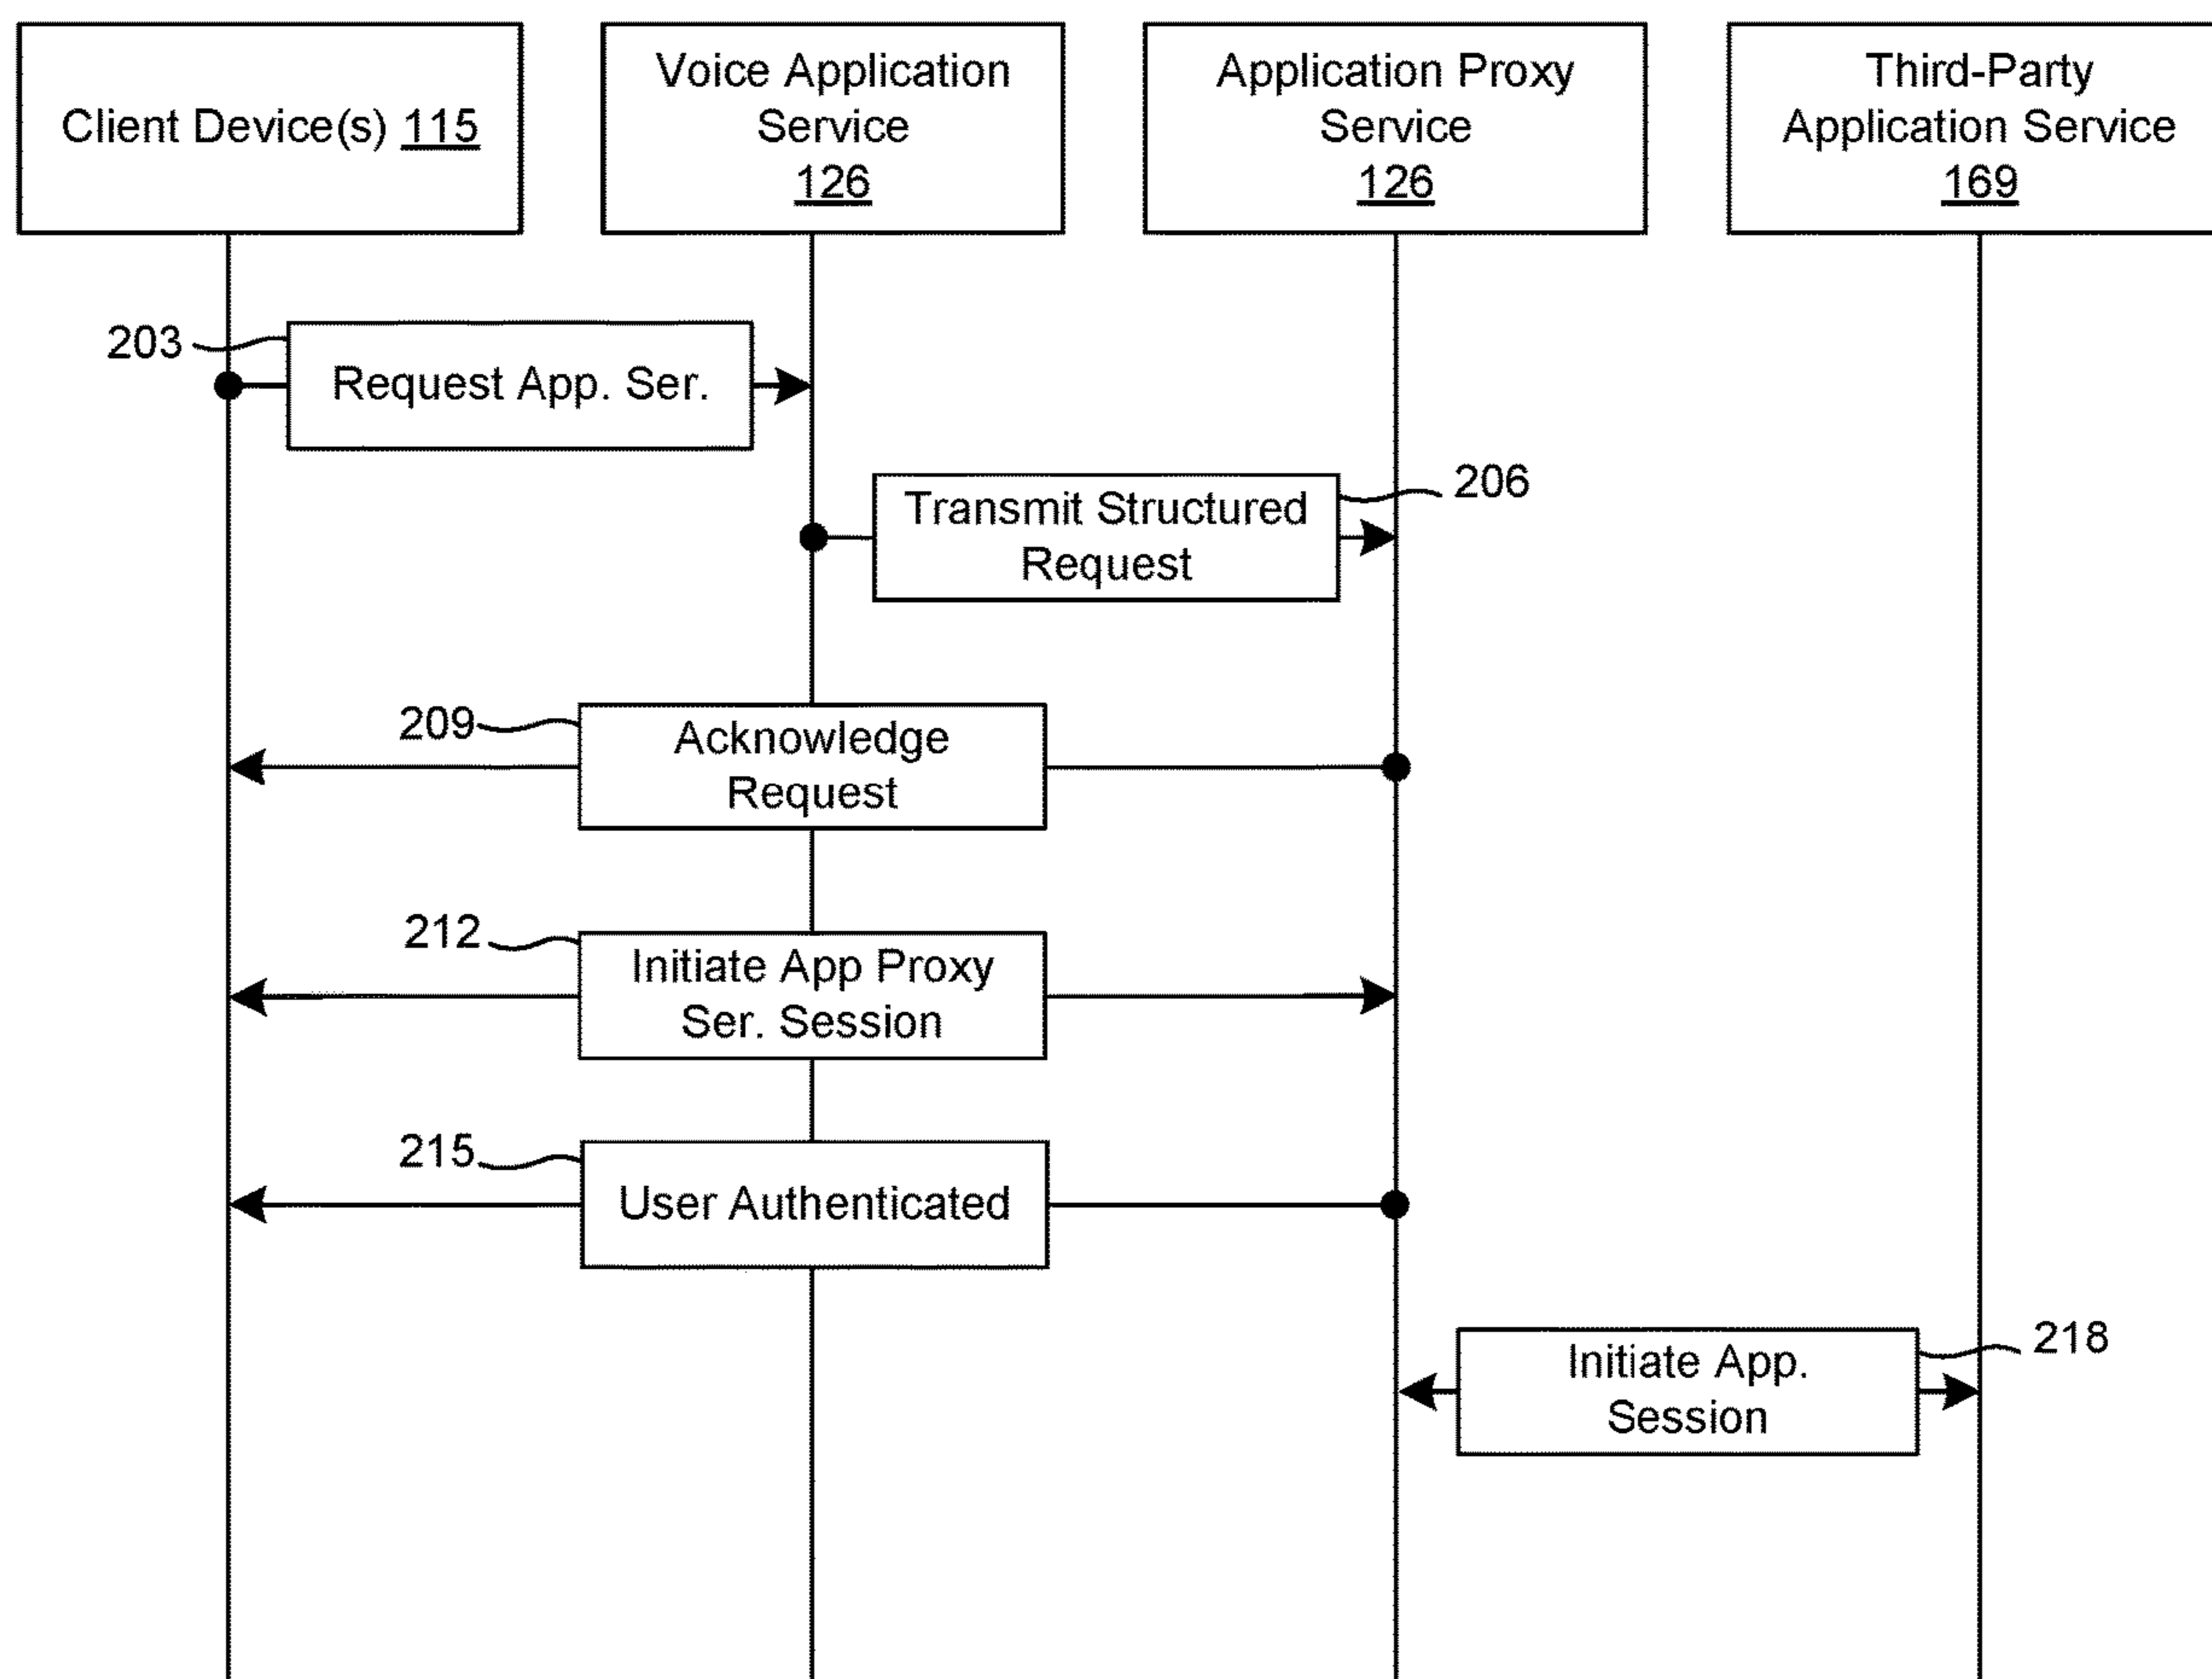 Client Device(s) 115
Voice Application
Service
126
Application Proxy
Service
126
Third-Party
Application Service
169
203
Request App. Ser.
Transmit Structured
Request
206
209
Acknowledge
Request
212
Initiate App Proxy
Ser. Session
215
User Authenticated
Initiate App.
Session
218